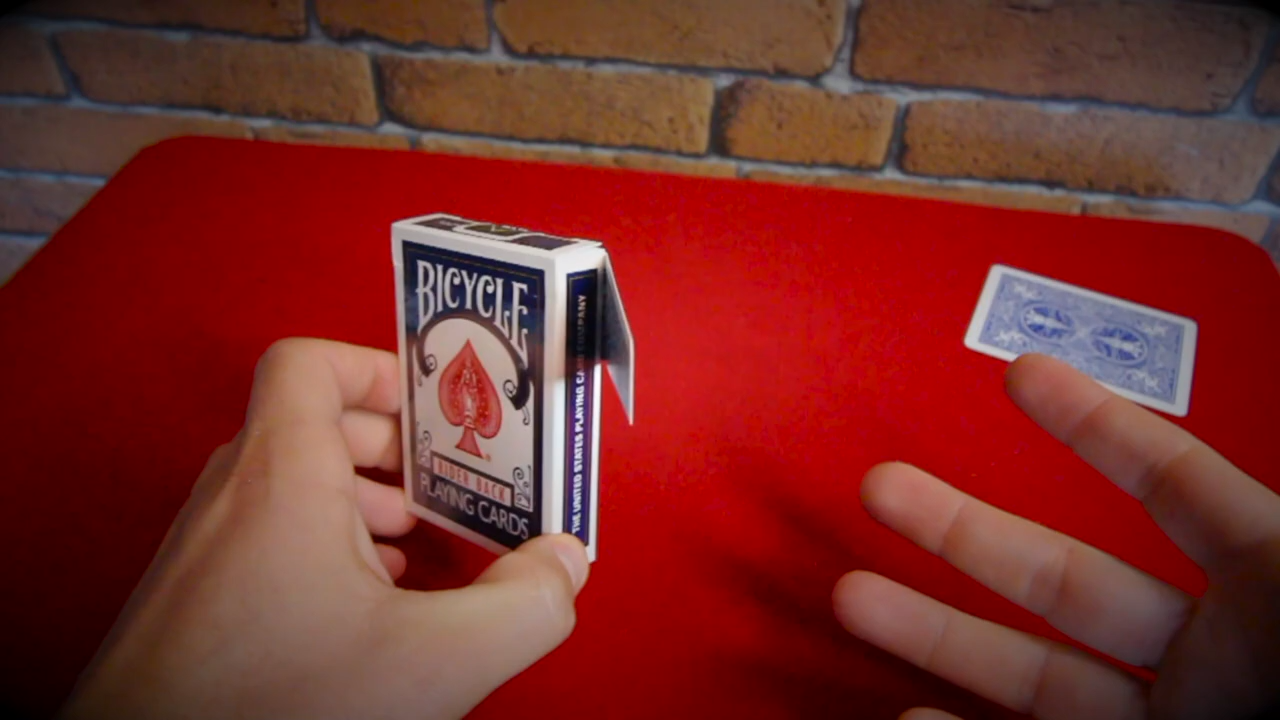 BICYCLE
RIDER BACK
PLAYING CARDS
THE UNITED STATES PLAYING CARD COMPANY